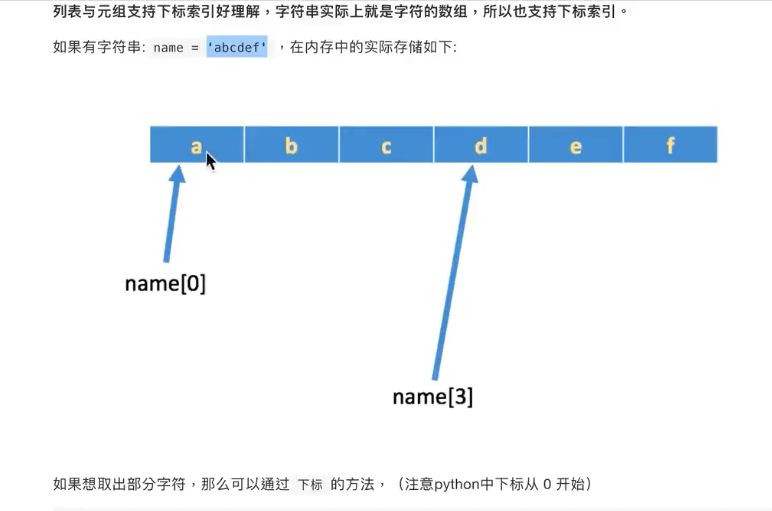 列表与元组支持下标索引好理解，字符串实际上就是字符的数组，所以也支持下标索引。
如果有字符串: name = 'abcdef' ，在内存中的实际存储如下:
a b c d e f
name[0]
name[3]
如果想取出部分字符，那么可以通过 下标 的方法，（注意python中下标从 0 开始）